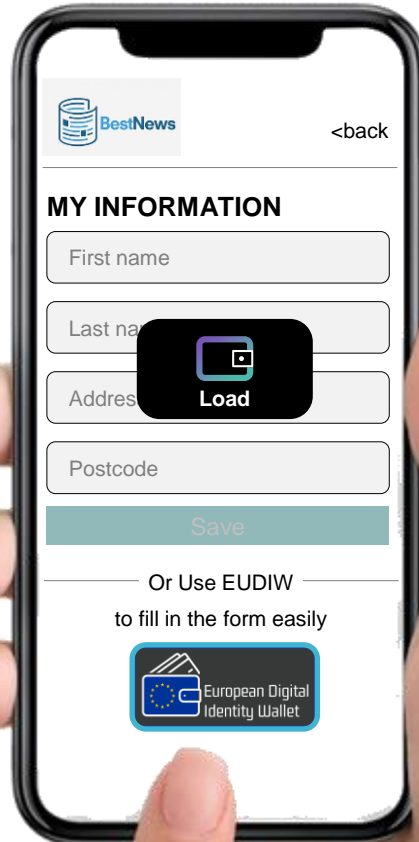 BestNews
<back
MY INFORMATION
First name
Last na
Load
Addres
Postcode
Save
Or Use EUDIW
to fill in the form easily
European Digital
Identity Wallet